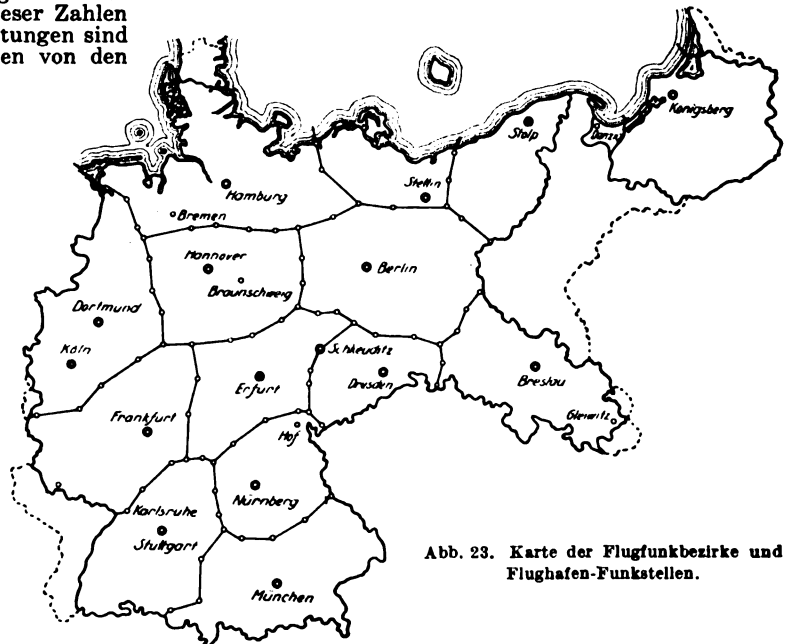 eser Zahlen
tungen sind
en von den
Königsberg
Stolp
Danzig
Stettin
Hamburg
Bremen
Hannover
Berlin
Braunschweig
Dortmund
Köln
Schkeuditz
Erfurt
Dresden
Breslau
Gleiwitz
Frankfurt
Hof
Nürnberg
Karlsruhe
Stuttgart
München
Abb. 23. Karte der Flugfunkbezirke und
Flughafen-Funkstellen.